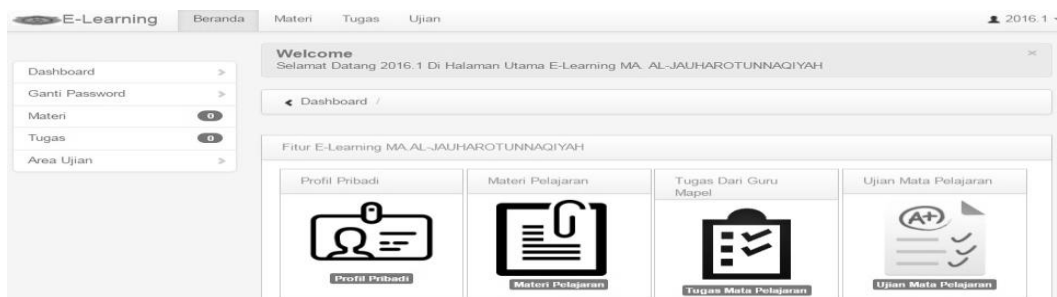 E-Learning Beranda Materi Tugas Ujian 2016.1
Welcome ×
Selamat Datang 2016.1 Di Halaman Utama E-Learning MA. AL-JAUHAROTUNNAQIYAH
Dashboard
Ganti Password
Materi 0
Tugas 0
Area Ujian
Dashboard /
Fitur E-Learning MA.AL-JAUHAROTUNNAQIYAH
Profil Pribadi
Profil Pribadi
Materi Pelajaran
Materi Pelajaran
Tugas Dari Guru
Mapel
Tugas Mata Pelajaran
Ujian Mata Pelajaran
A+
Ujian Mata Pelajaran